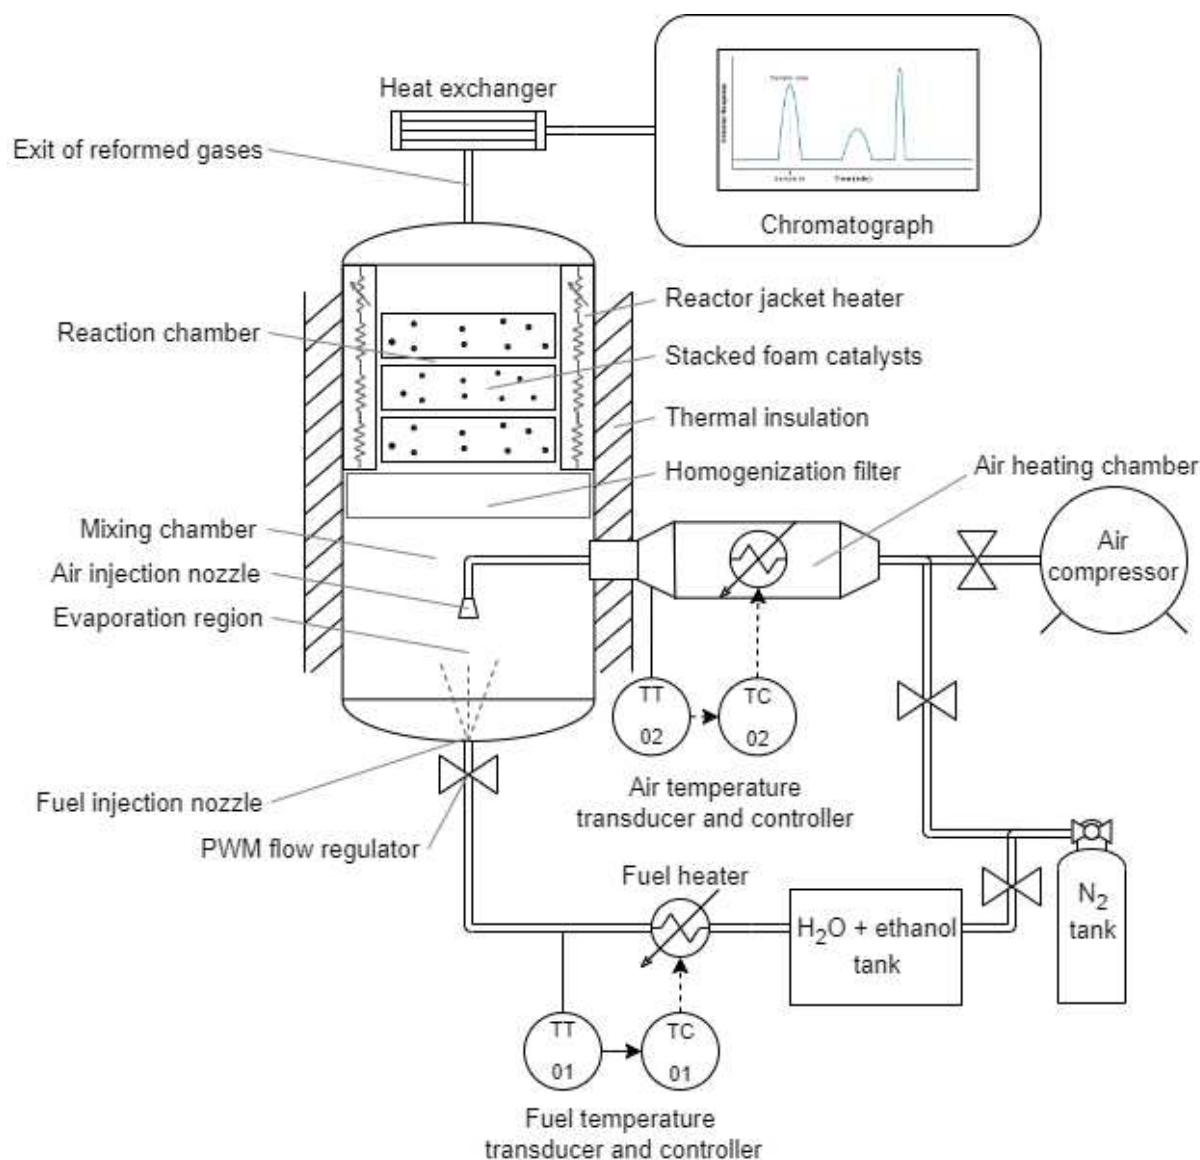 Heat exchanger
Exit of reformed gases
Chromatograph
Reactor jacket heater
Reaction chamber
Stacked foam catalysts
Thermal insulation
Homogenization filter
Air heating chamber
Mixing chamber
Air injection nozzle
Evaporation region
Air
compressor
TT
02
TC
02
Fuel injection nozzle
PWM flow regulator
Air temperature
transducer and controller
Fuel heater
H₂O + ethanol
tank
N₂
tank
TT
01
TC
01
Fuel temperature
transducer and controller